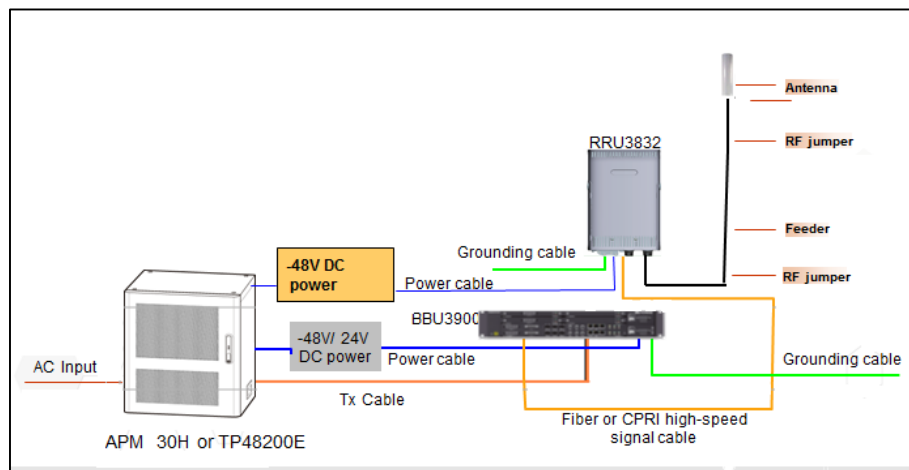 Antenna
RRU3832
RF jumper
Feeder
Grounding cable
-48V DC
power
Power cable
RF jumper
BBU3900
-48V/ 24V
DC power
Power cable
Grounding cable
AC Input
Tx Cable
Fiber or CPRI high-speed
signal cable
APM 30H or TP48200E